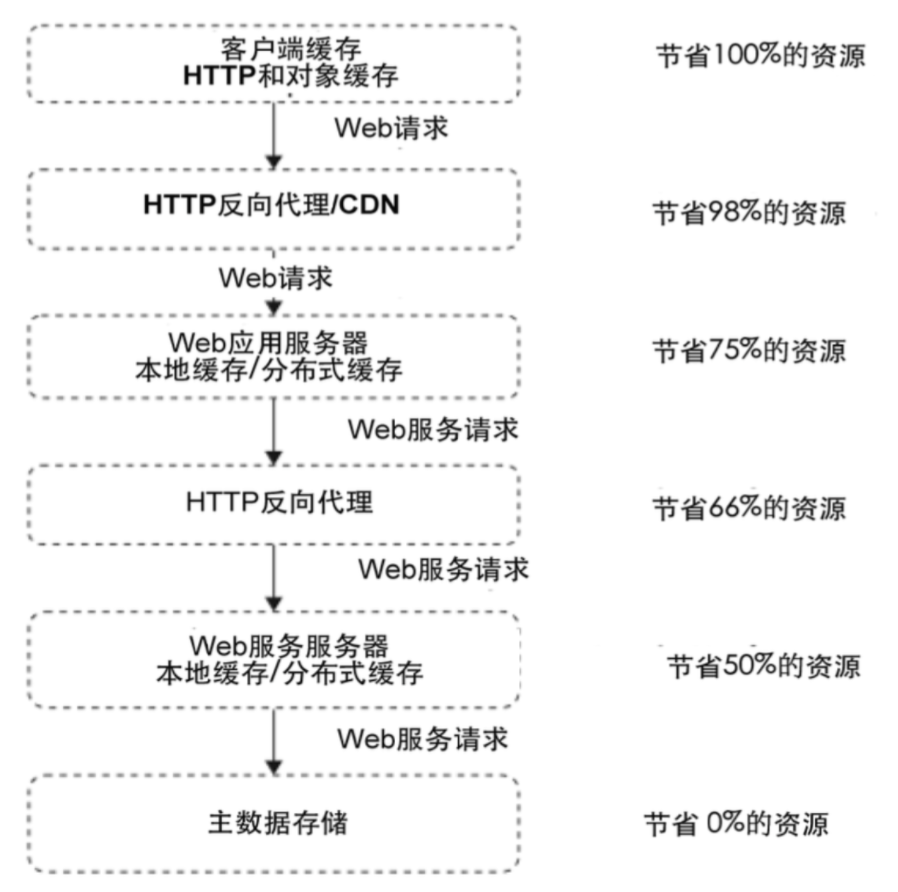 客户端缓存
HTTP和对象缓存
节省100%的资源
Web请求
HTTP反向代理/CDN
节省98%的资源
Web请求
Web应用服务器
本地缓存/分布式缓存
节省75%的资源
Web服务请求
HTTP反向代理
节省66%的资源
Web服务请求
Web服务服务器
本地缓存/分布式缓存
节省50%的资源
Web服务请求
主数据存储
节省 0%的资源